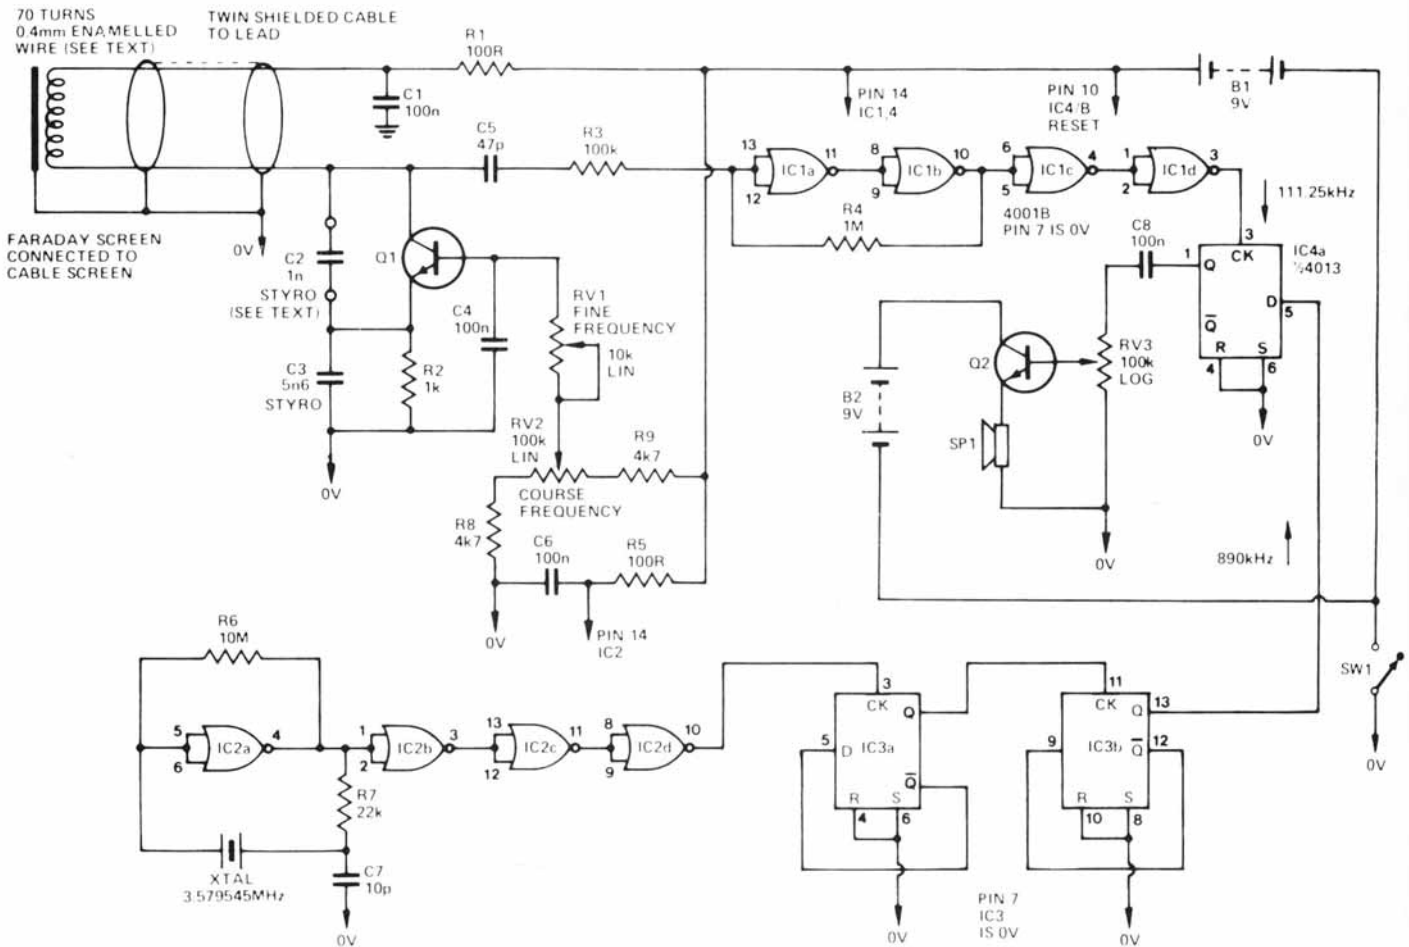 70 TURNS
0.4mm ENAMELLED
WIRE (SEE TEXT)
TWIN SHIELDED CABLE
TO LEAD
R1
100R
C1
100n
PIN 14
IC1,4
PIN 10
IC4/B
RESET
B1
9V
C5
47p
R3
100k
13
12
IC1a
11
8
9
IC1b
10
6
5
IC1c
4
1
2
IC1d
3
R4
1M
4001B
PIN 7 IS 0V
111.25kHz
FARADAY SCREEN
CONNECTED TO
CABLE SCREEN
0V
C2
1n
STYRO
(SEE TEXT)
Q1
C4
100n
RV1
FINE
FREQUENCY
10k
LIN
C3
5n6
STYRO
R2
1k
0V
RV2
100k
LIN
COURSE
FREQUENCY
R9
4k7
R8
4k7
C6
100n
R5
100R
0V
PIN 14
IC2
C8
100n
1
Q
3
CK
IC4a
½4013
D
5
Q
R
S
4
6
0V
RV3
100k
LOG
Q2
B2
9V
SP1
0V
890kHz
SW1
0V
R6
10M
5
6
IC2a
4
1
2
IC2b
3
13
12
IC2c
11
8
9
IC2d
10
R7
22k
XTAL
3.579545MHz
C7
10p
0V
3
CK
Q
5
D
IC3a
Q
R
S
4
6
0V
11
CK
Q
13
9
IC3b
Q
12
R
S
10
8
0V
PIN 7
IC3
IS 0V